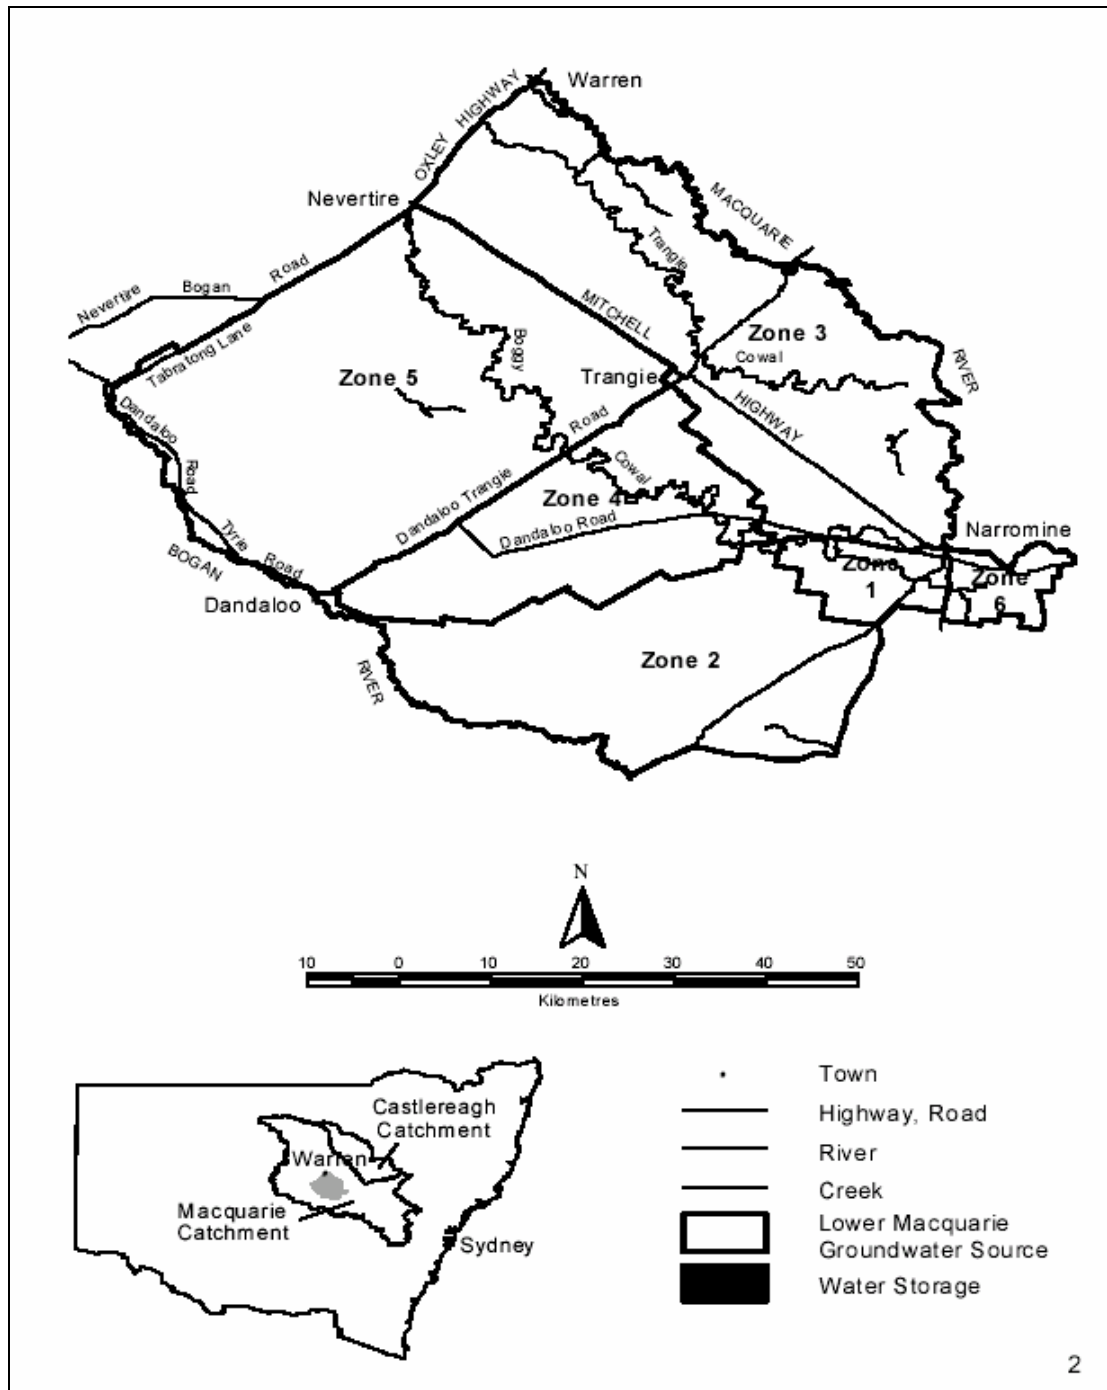 Warren
OXLEY HIGHWAY
Nevertire
MACQUARIE
Trangie
Road
Bogan
Nevertire
MITCHELL
Zone 3
Cowal
RIVER
Tabratong Lane
Boggy
Zone 5
Trangie
HIGHWAY
Dandaloo
Road
Road
Cowal
Dandaloo Trangie
Zone 4
Dandaloo Road
Narromine
Tyrie
Road
BOGAN
Zone
1
Zone
6
Dandaloo
Zone 2
RIVER
N
10 0 10 20 30 40 50
Kilometres
Castlereagh
Catchment
Warren
Macquarie
Catchment
Sydney
Town
Highway, Road
River
Creek
Lower Macquarie
Groundwater Source
Water Storage
2